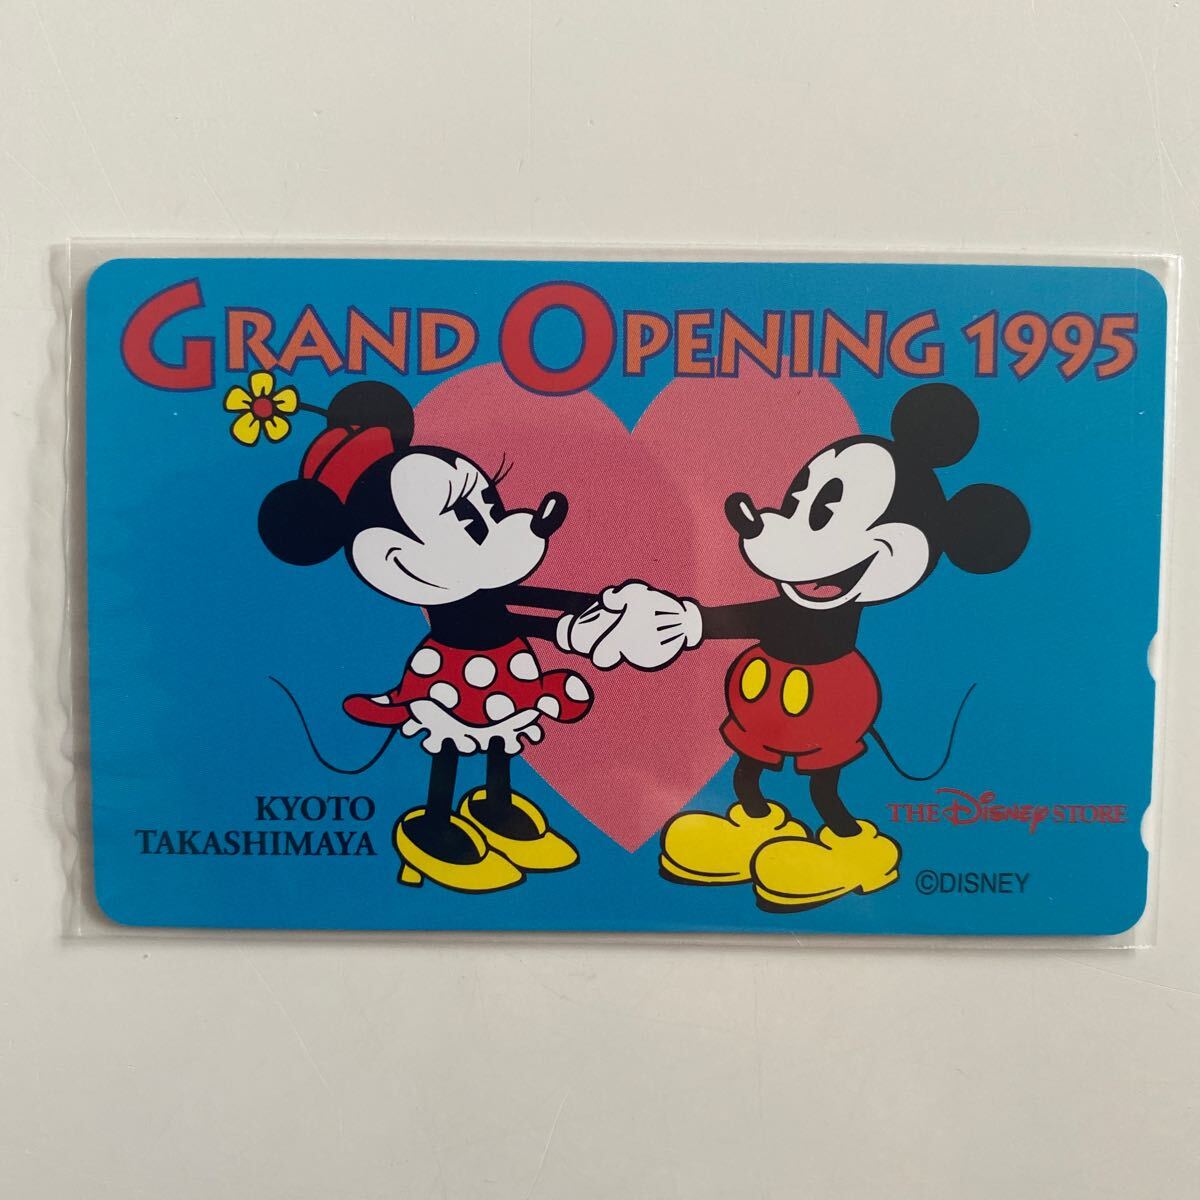 GRAND OPENING 1995
KYOTO
TAKASHIMAYA
THE Disney STORE
©DISNEY